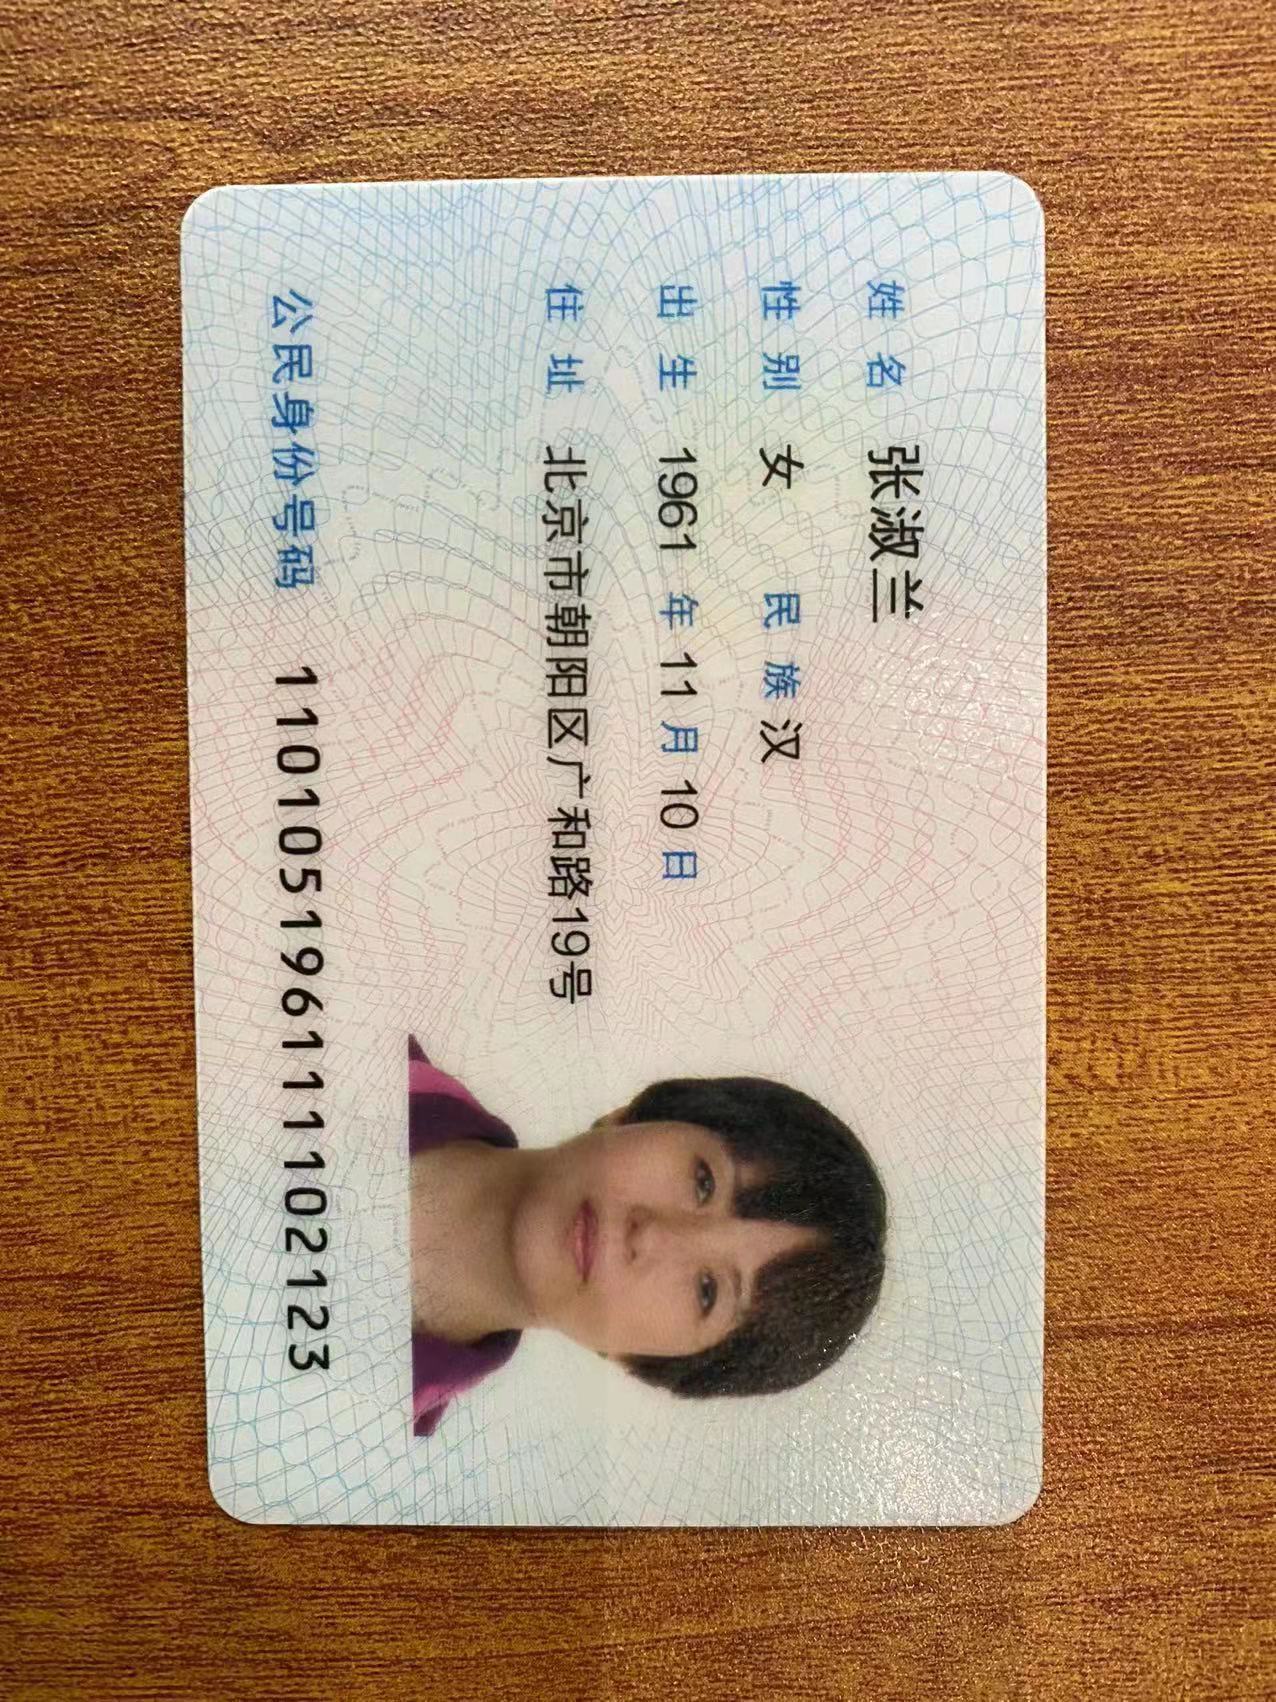 姓名 张淑兰
性别 女 民族 汉
出生 1961 年 11 月 10 日
住址 北京市朝阳区广和路19号
公民身份号码 110105196111102123